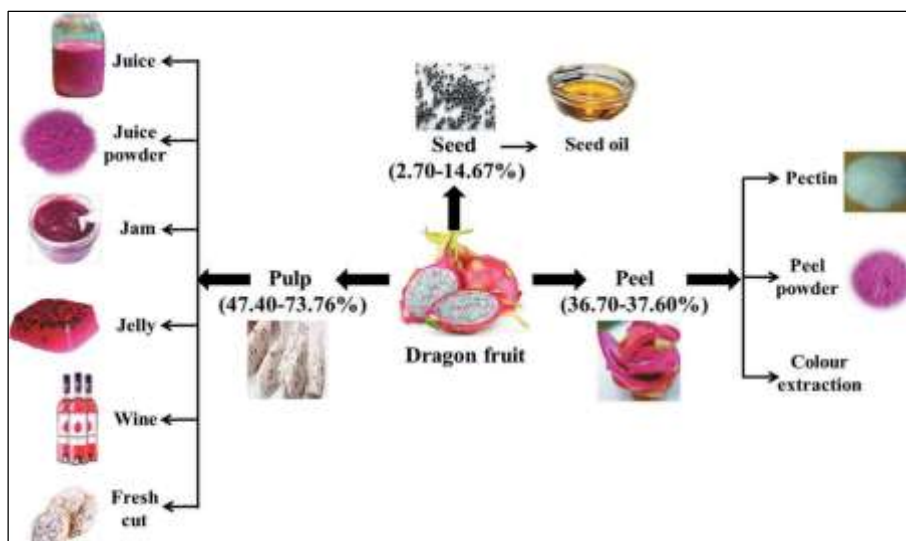 Juice
Juice
powder
Jam
Jelly
Wine
Fresh
cut
Pulp
(47.40-73.76%)
Seed
(2.70-14.67%)
Seed oil
Dragon fruit
Peel
(36.70-37.60%)
Pectin
Peel
powder
Colour
extraction